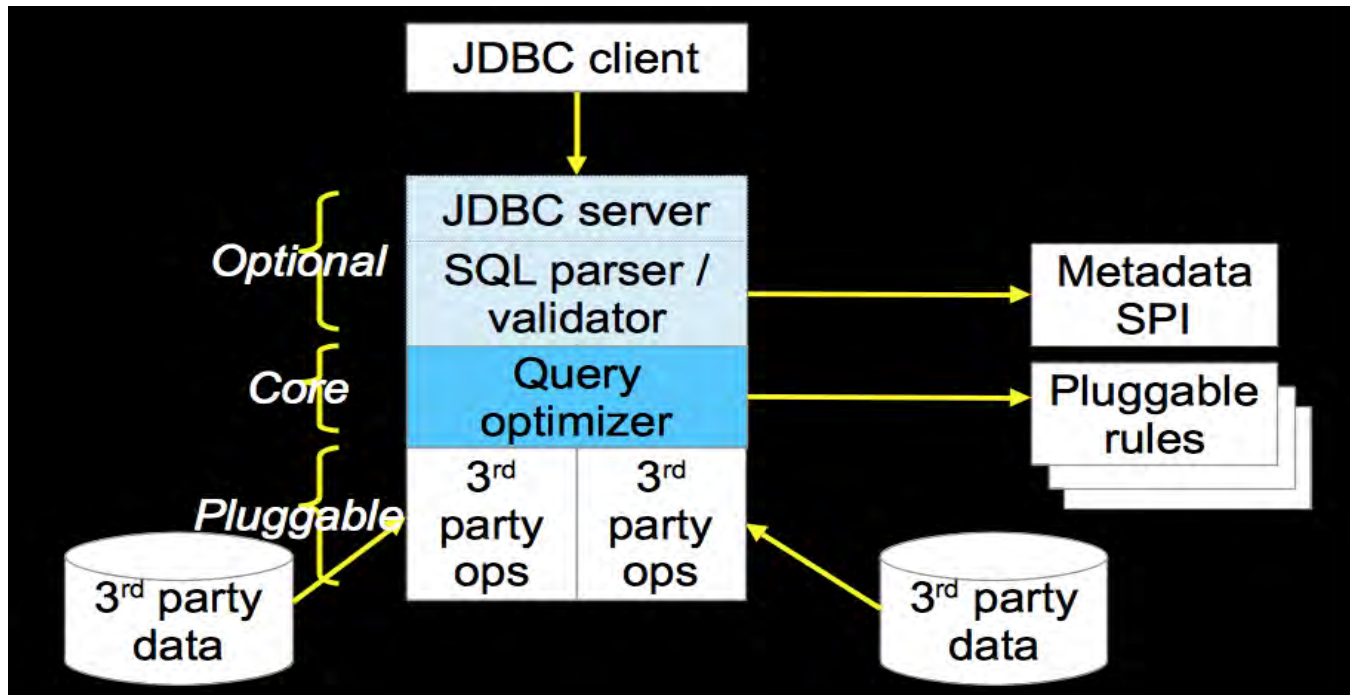 JDBC client
JDBC server
Optional
SQL parser /
validator
Metadata
SPI
Core
Query
optimizer
Pluggable
rules
Pluggable
3rd
party
ops
3rd
party
ops
3rd party
data
3rd party
data